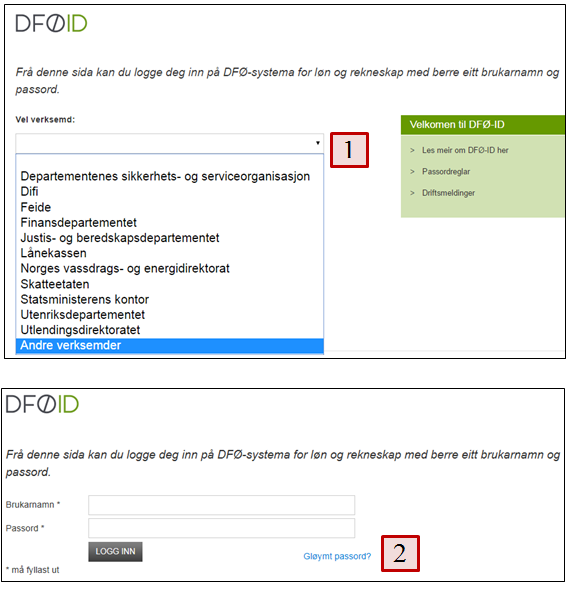 DFØID
Frå denne sida kan du logge deg inn på DFØ-systema for løn og rekneskap med berre eitt brukarnamn og
passord.
Vel verksemd:
1
Departementenes sikkerhets- og serviceorganisasjon
Difi
Feide
Finansdepartementet
Justis- og beredskapsdepartementet
Lånekassen
Norges vassdrags- og energidirektorat
Skatteetaten
Statsministerens kontor
Utenriksdepartementet
Utlendingsdirektoratet
Andre verksemder
Velkomen til DFØ-ID
> Les meir om DFØ-ID her
> Passordreglar
> Driftsmeldinger
DFØID
Frå denne sida kan du logge deg inn på DFØ-systema for løn og rekneskap med berre eitt brukarnamn og
passord.
Brukarnamn *
Passord *
LOGG INN
Gløymt passord?
2
* må fyllast ut